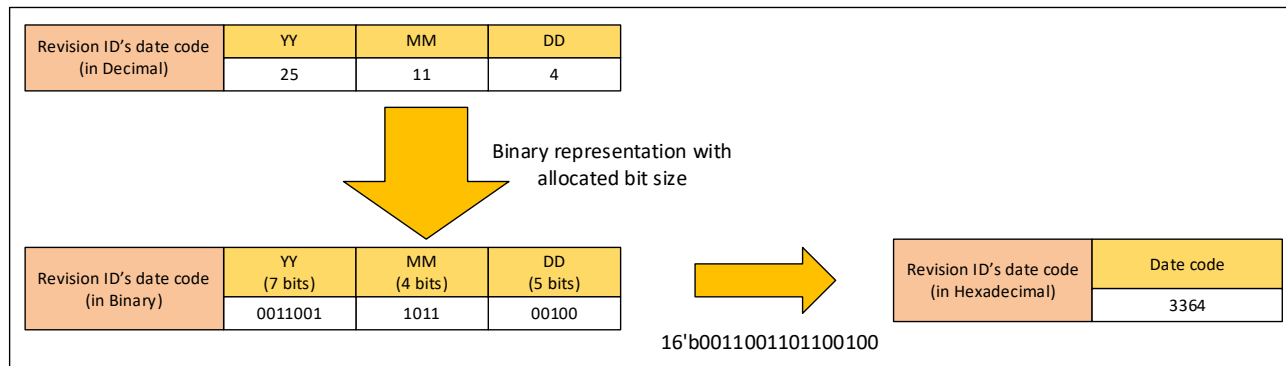 Revision ID's date code
(in Decimal)
YY
MM
DD
25
11
4
Binary representation with
allocated bit size
Revision ID's date code
(in Binary)
YY
(7 bits)
MM
(4 bits)
DD
(5 bits)
0011001
1011
00100
16'b0011001101100100
Revision ID's date code
(in Hexadecimal)
Date code
3364